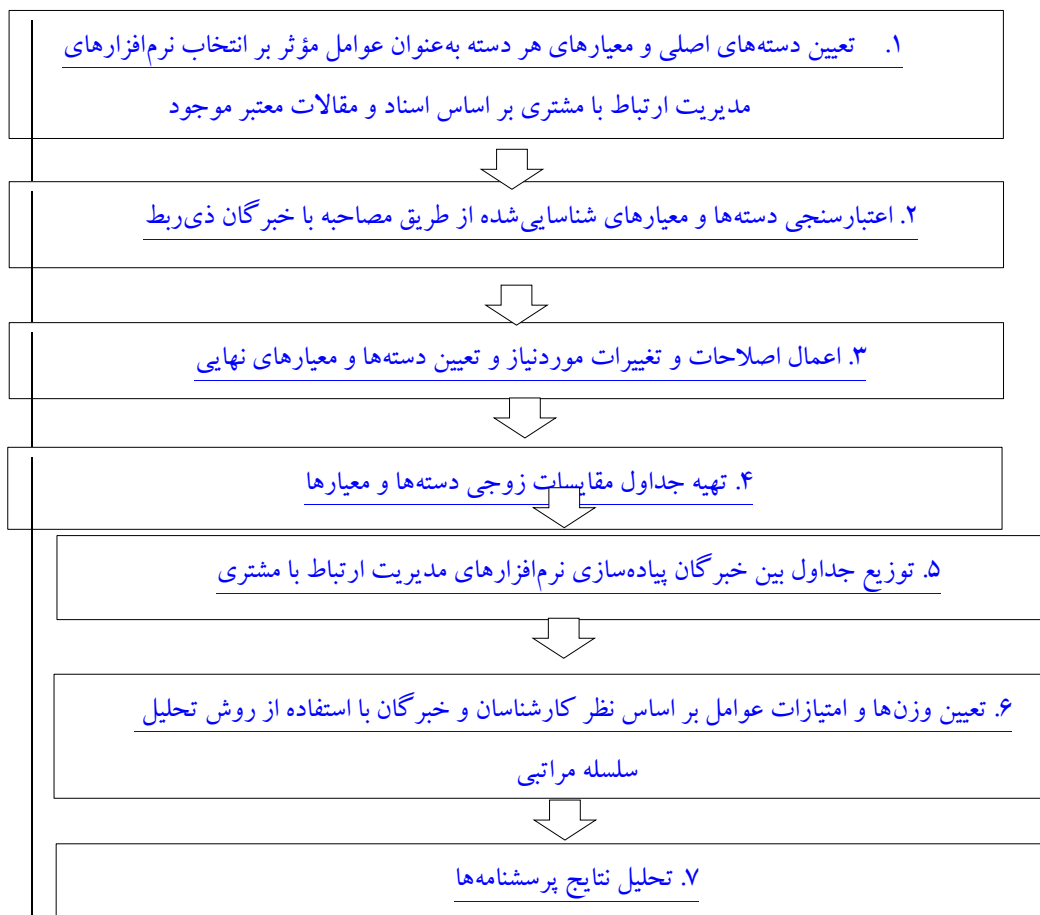 ۱. تعیین دسته‌های اصلی و معیارهای هر دسته به‌عنوان عوامل مؤثر بر انتخاب نرم‌افزارهای
مدیریت ارتباط با مشتری بر اساس اسناد و مقالات معتبر موجود
۲. اعتبارسنجی دسته‌ها و معیارهای شناسایی‌شده از طریق مصاحبه با خبرگان ذی‌ربط
۳. اعمال اصلاحات و تغییرات موردنیاز و تعیین دسته‌ها و معیارهای نهایی
۴. تهیه جداول مقایسات زوجی دسته‌ها و معیارها
۵. توزیع جداول بین خبرگان پیاده‌سازی نرم‌افزارهای مدیریت ارتباط با مشتری
۶. تعیین وزن‌ها و امتیازات عوامل بر اساس نظر کارشناسان و خبرگان با استفاده از روش تحلیل
سلسله مراتبی
۷. تحلیل نتایج پرسشنامه‌ها